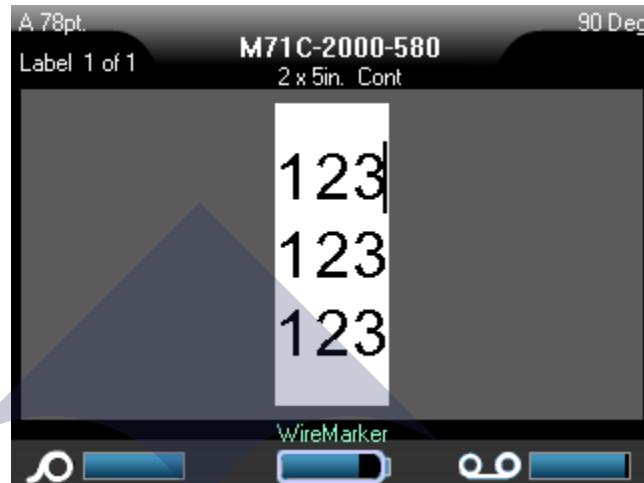 A 78pt.
90 Deg
M71C-2000-580
Label 1 of 1
2 x 5in. Cont
123
123
123
WireMarker